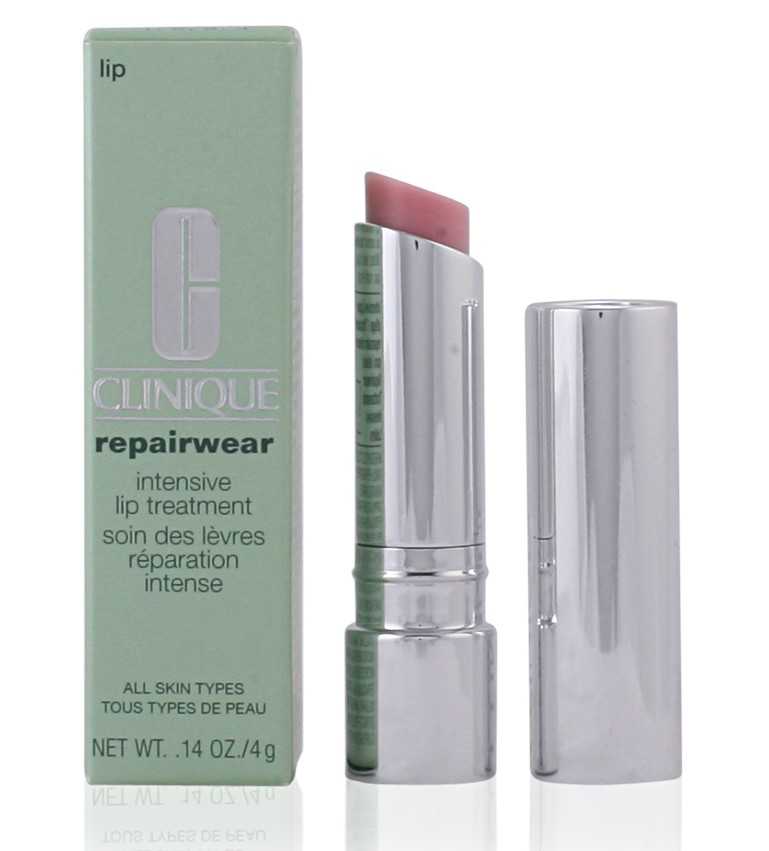 lip
C
CLINIQUE
repairwear
intensive
lip treatment
soin des lèvres
réparation
intense
ALL SKIN TYPES
TOUS TYPES DE PEAU
NET WT. .14 OZ./4 g